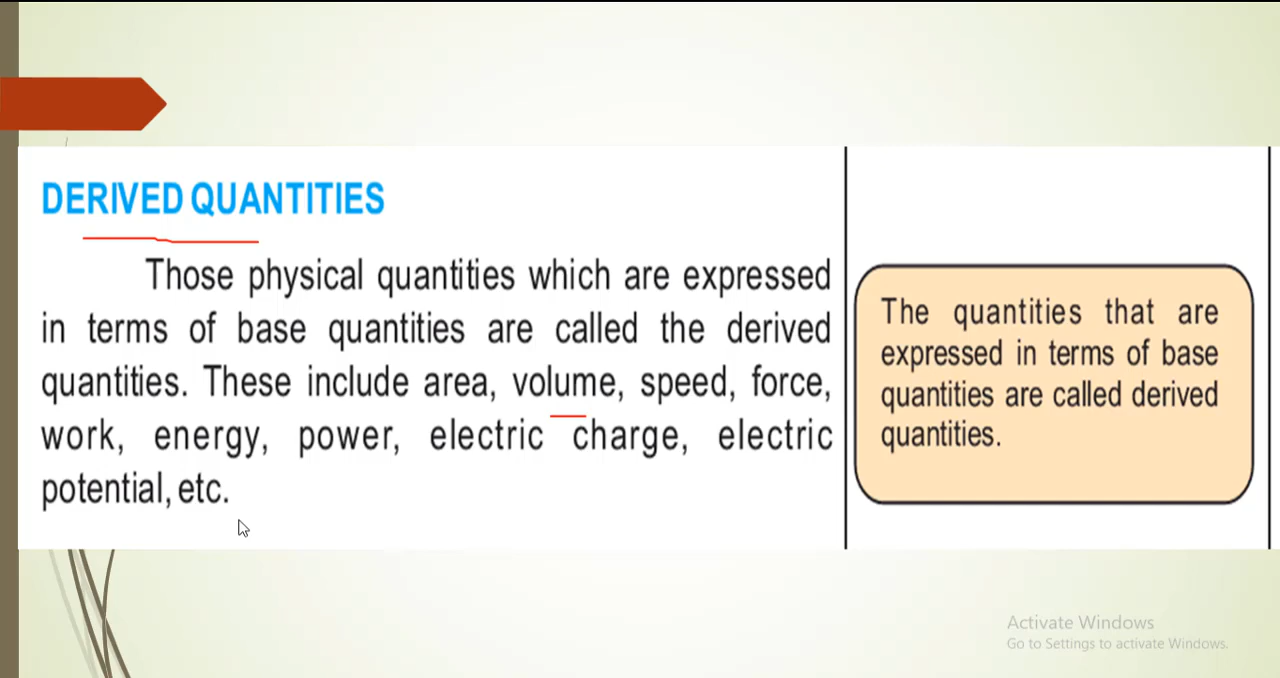 DERIVED QUANTITIES
Those physical quantities which are expressed
in terms of base quantities are called the derived
quantities. These include area, volume, speed, force,
work, energy, power, electric charge, electric
potential, etc.
The quantities that are
expressed in terms of base
quantities are called derived
quantities.
Activate Windows
Go to Settings to activate Windows.